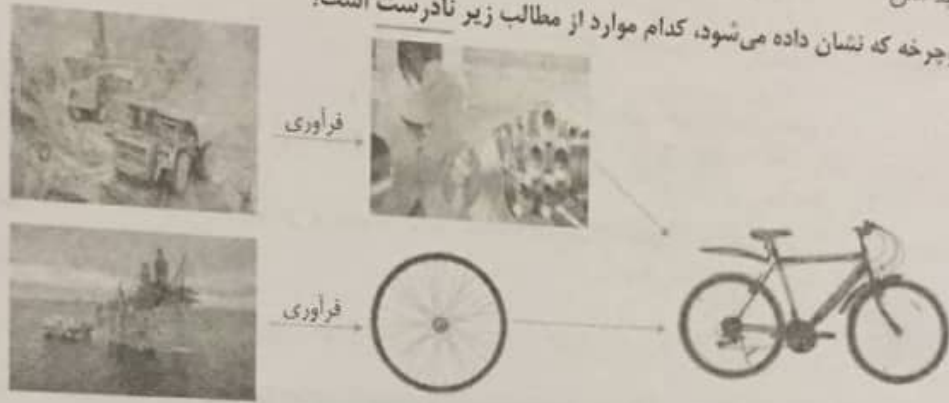 چرخه که نشان داده می‌شود، کدام موارد از مطالب زیر نادرست است؟
فرآوری
فرآوری